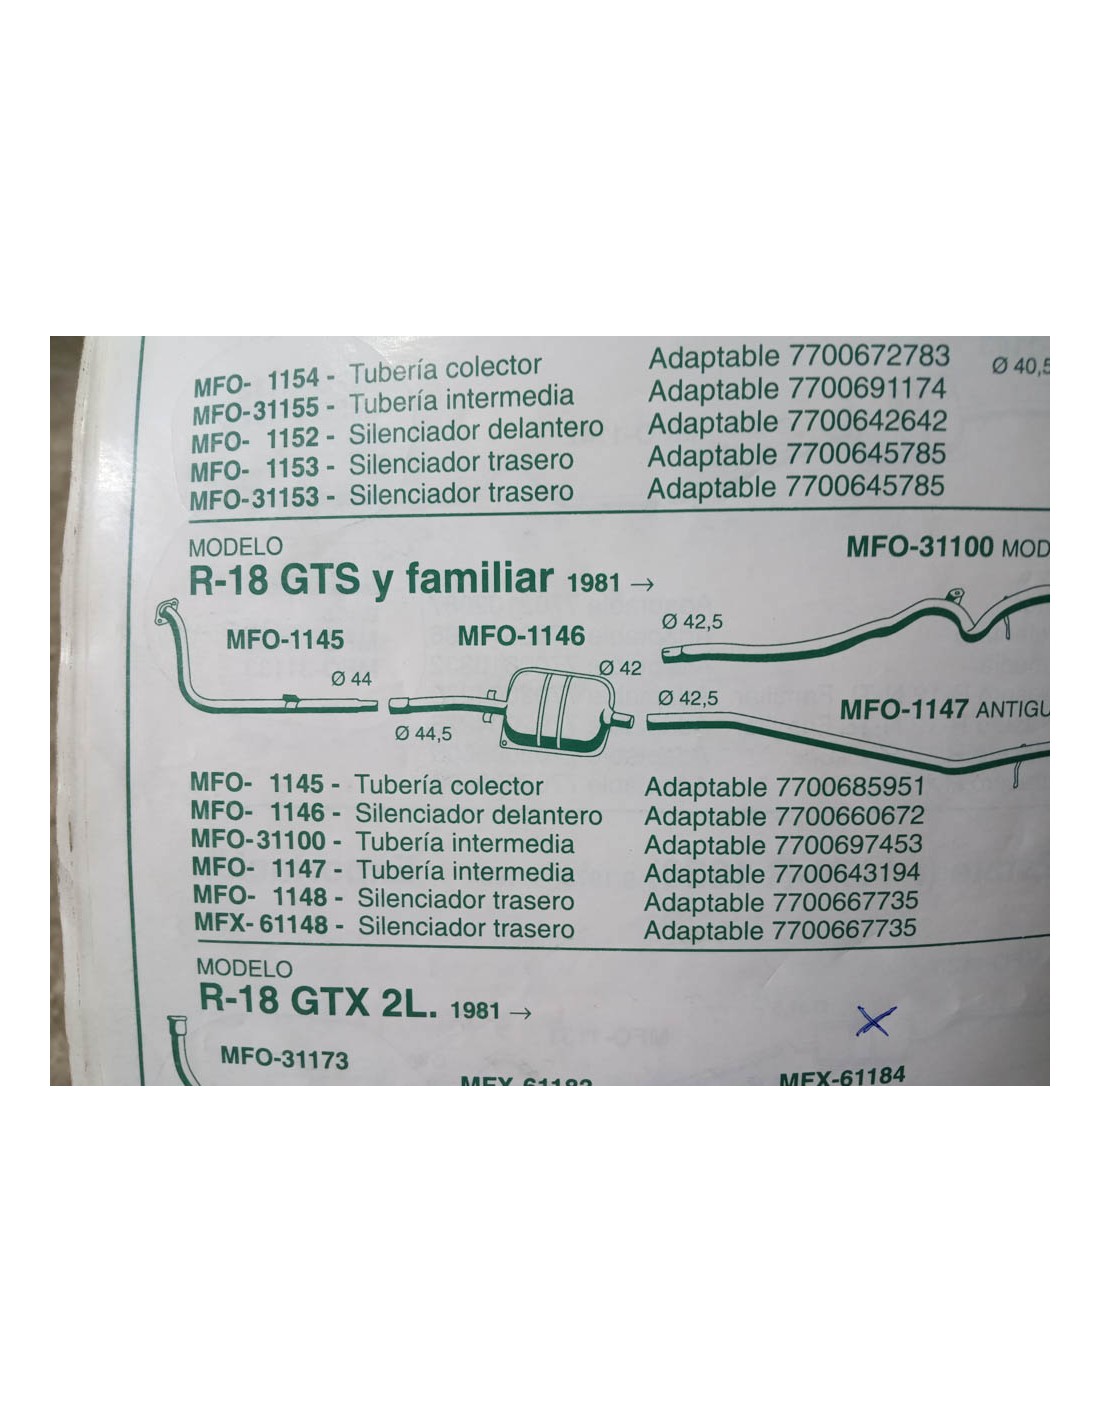 MFO- 1154 - Tubería colector Adaptable 7700672783 Ø 40,5
MFO-31155 - Tubería intermedia Adaptable 7700691174
MFO- 1152 - Silenciador delantero Adaptable 7700642642
MFO- 1153 - Silenciador trasero Adaptable 7700645785
MFO-31153 - Silenciador trasero Adaptable 7700645785
MODELO
R-18 GTS y familiar 1981 →
MFO-31100 MOD
MFO-1145
MFO-1146
Ø 42,5
Ø 44
Ø 42
Ø 42,5
MFO-1147 ANTIGU
Ø 44,5
MFO- 1145 - Tubería colector Adaptable 7700685951
MFO- 1146 - Silenciador delantero Adaptable 7700660672
MFO-31100 - Tubería intermedia Adaptable 7700697453
MFO- 1147 - Tubería intermedia Adaptable 7700643194
MFO- 1148 - Silenciador trasero Adaptable 7700667735
MFX- 61148 - Silenciador trasero Adaptable 7700667735
MODELO
R-18 GTX 2L. 1981 →
MFO-31173
MFX-61184